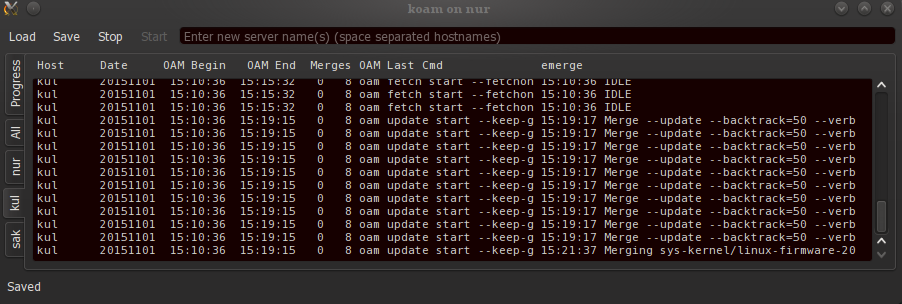 koam on nur
Load Save Stop Start Enter new server name(s) (space separated hostnames)
Progress
All
nur
kul
sak
Host Date OAM Begin OAM End Merges OAM Last Cmd emerge
kul 20151101 15:10:36 15:15:32 0 8 oam fetch start --fetchon 15:10:36 IDLE
kul 20151101 15:10:36 15:15:32 0 8 oam fetch start --fetchon 15:10:36 IDLE
kul 20151101 15:10:36 15:15:32 0 8 oam fetch start --fetchon 15:10:36 IDLE
kul 20151101 15:10:36 15:19:15 0 8 oam update start --keep-g 15:19:17 Merge --update --backtrack=50 --verb
kul 20151101 15:10:36 15:19:15 0 8 oam update start --keep-g 15:19:17 Merge --update --backtrack=50 --verb
kul 20151101 15:10:36 15:19:15 0 8 oam update start --keep-g 15:19:17 Merge --update --backtrack=50 --verb
kul 20151101 15:10:36 15:19:15 0 8 oam update start --keep-g 15:19:17 Merge --update --backtrack=50 --verb
kul 20151101 15:10:36 15:19:15 0 8 oam update start --keep-g 15:19:17 Merge --update --backtrack=50 --verb
kul 20151101 15:10:36 15:19:15 0 8 oam update start --keep-g 15:19:17 Merge --update --backtrack=50 --verb
kul 20151101 15:10:36 15:19:15 0 8 oam update start --keep-g 15:19:17 Merge --update --backtrack=50 --verb
kul 20151101 15:10:36 15:19:15 0 8 oam update start --keep-g 15:19:17 Merge --update --backtrack=50 --verb
kul 20151101 15:10:36 15:19:15 0 8 oam update start --keep-g 15:19:17 Merge --update --backtrack=50 --verb
kul 20151101 15:10:36 15:19:15 0 8 oam update start --keep-g 15:19:17 Merge --update --backtrack=50 --verb
kul 20151101 15:10:36 15:19:15 0 8 oam update start --keep-g 15:21:37 Merging sys-kernel/linux-firmware-20
Saved